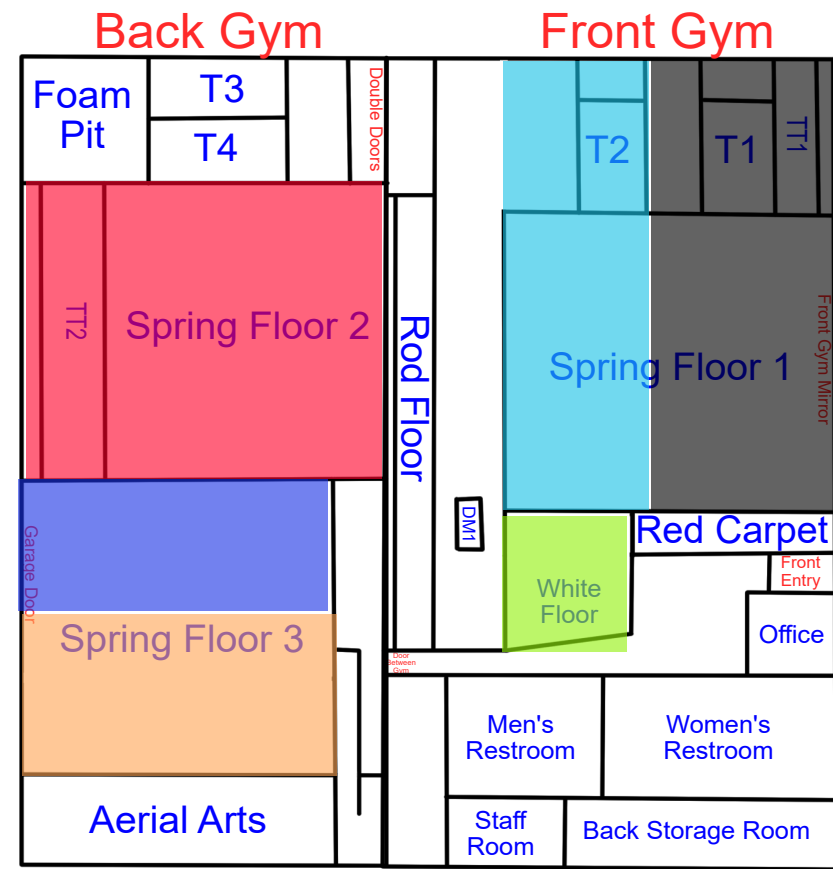 Back Gym
Front Gym
Foam
Pit
T3
T4
Double Doors
T2
T1
TT1
TT2
Spring Floor 2
Rod Floor
Spring Floor 1
Front Gym Mirror
DM1
Red Carpet
Garage Door
White
Floor
Front
Entry
Spring Floor 3
Office
Door
Between
Gym
Men's
Restroom
Women's
Restroom
Aerial Arts
Staff
Room
Back Storage Room